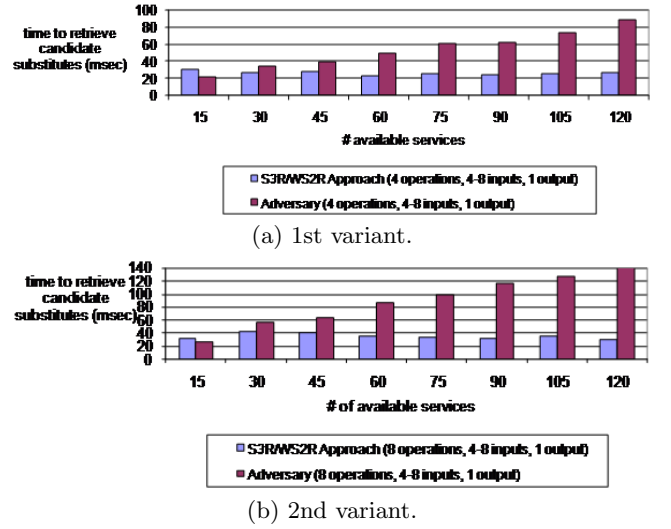 100
80
60
40
20
0
time to retrieve
candidate
substitutes (msec)
15 30 45 60 75 90 105 120
# available services
S3R/WS2R Approach (4 operations, 4-8 inputs, 1 output)
Adversary (4 operations, 4-8 inputs, 1 output)
(a) 1st variant.
140
120
100
80
60
40
20
0
time to retrieve
candidate
substitutes (msec)
15 30 45 60 75 90 105 120
# of available services
S3R/WS2R Approach (8 operations, 4-8 inputs, 1 output)
Adversary (8 operations, 4-8 inputs, 1 output)
(b) 2nd variant.